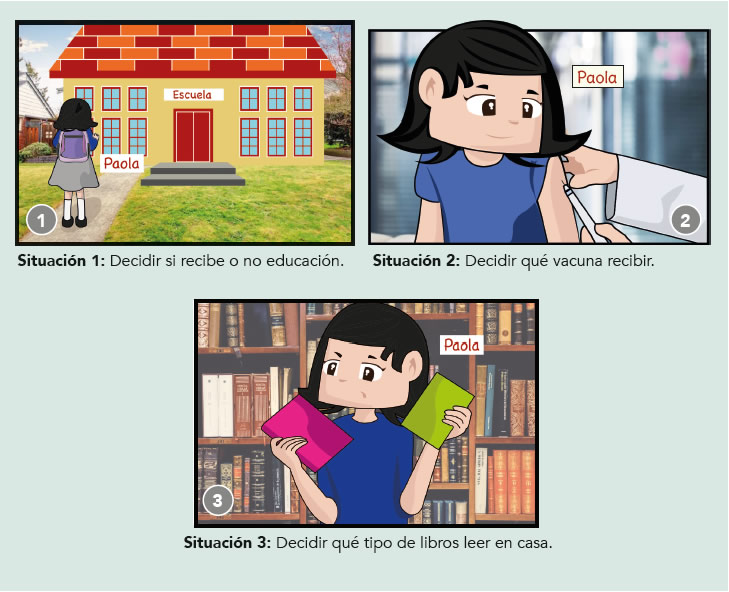 Escuela
Paola
1
Situación 1: Decidir si recibe o no educación.
Paola
2
Situación 2: Decidir qué vacuna recibir.
Paola
3
Situación 3: Decidir qué tipo de libros leer en casa.